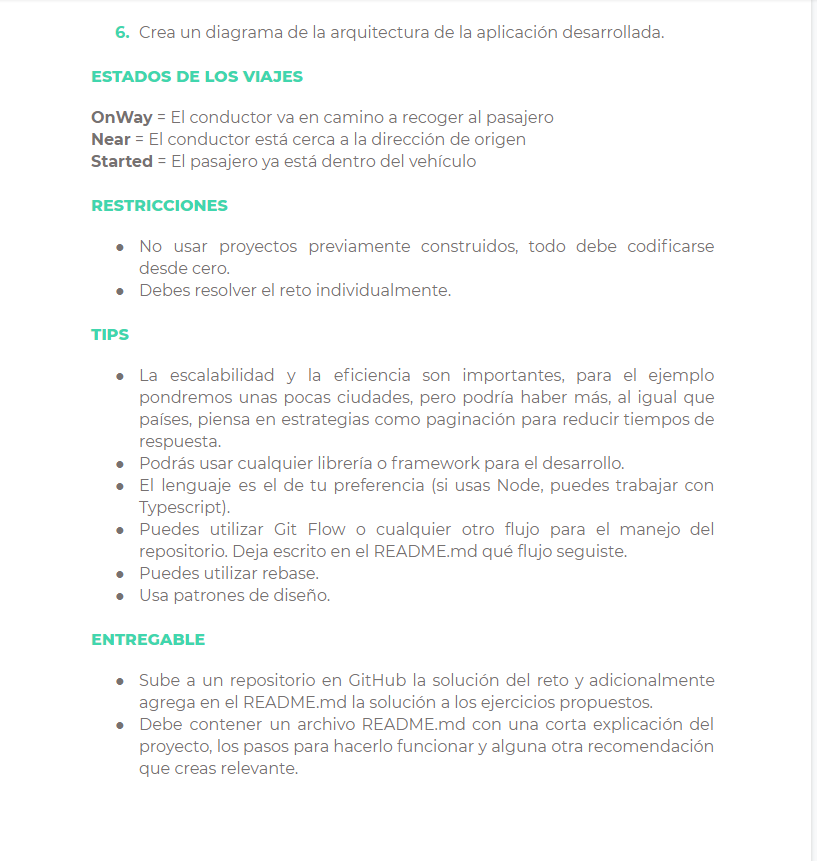 6. Crea un diagrama de la arquitectura de la aplicación desarrollada.
ESTADOS DE LOS VIAJES
OnWay = El conductor va en camino a recoger al pasajero
Near = El conductor está cerca a la dirección de origen
Started = El pasajero ya está dentro del vehículo
RESTRICCIONES
● No usar proyectos previamente construidos, todo debe codificarse
desde cero.
● Debes resolver el reto individualmente.
TIPS
● La escalabilidad y la eficiencia son importantes, para el ejemplo
pondremos unas pocas ciudades, pero podría haber más, al igual que
países, piensa en estrategias como paginación para reducir tiempos de
respuesta.
● Podrás usar cualquier librería o framework para el desarrollo.
● El lenguaje es el de tu preferencia (si usas Node, puedes trabajar con
Typescript).
● Puedes utilizar Git Flow o cualquier otro flujo para el manejo del
repositorio. Deja escrito en el README.md qué flujo seguiste.
● Puedes utilizar rebase.
● Usa patrones de diseño.
ENTREGABLE
● Sube a un repositorio en GitHub la solución del reto y adicionalmente
agrega en el README.md la solución a los ejercicios propuestos.
● Debe contener un archivo README.md con una corta explicación del
proyecto, los pasos para hacerlo funcionar y alguna otra recomendación
que creas relevante.